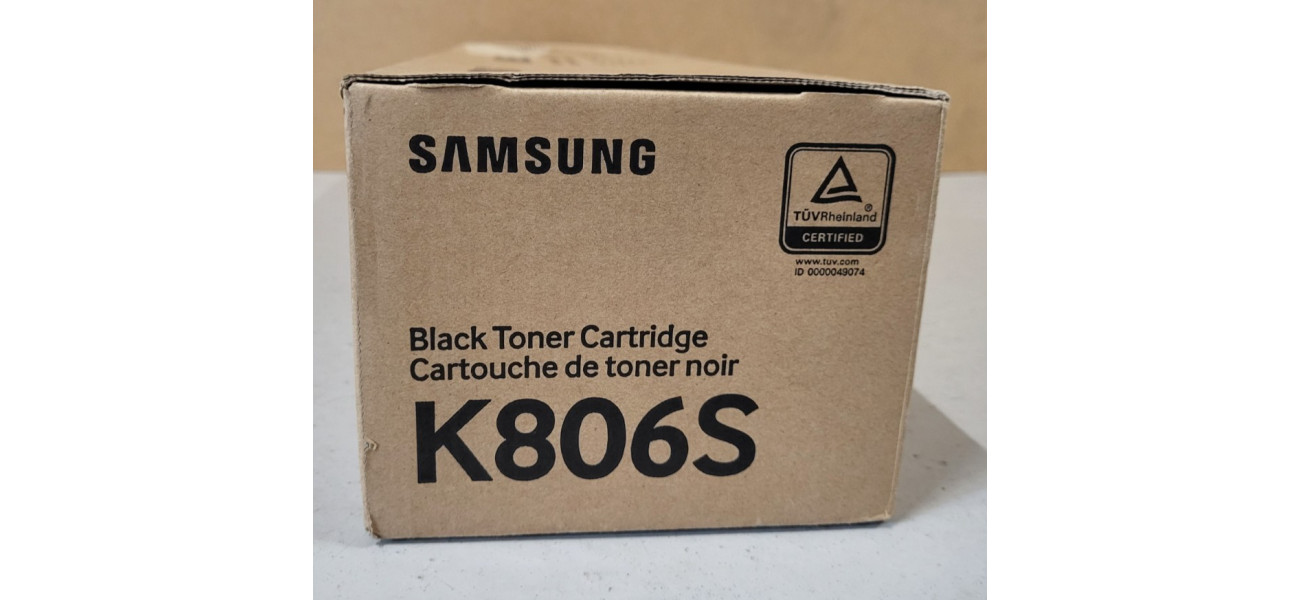 SAMSUNG
TÜVRheinland®
CERTIFIED
www.tuv.com
ID 0000049074
Black Toner Cartridge
Cartouche de toner noir
K806S